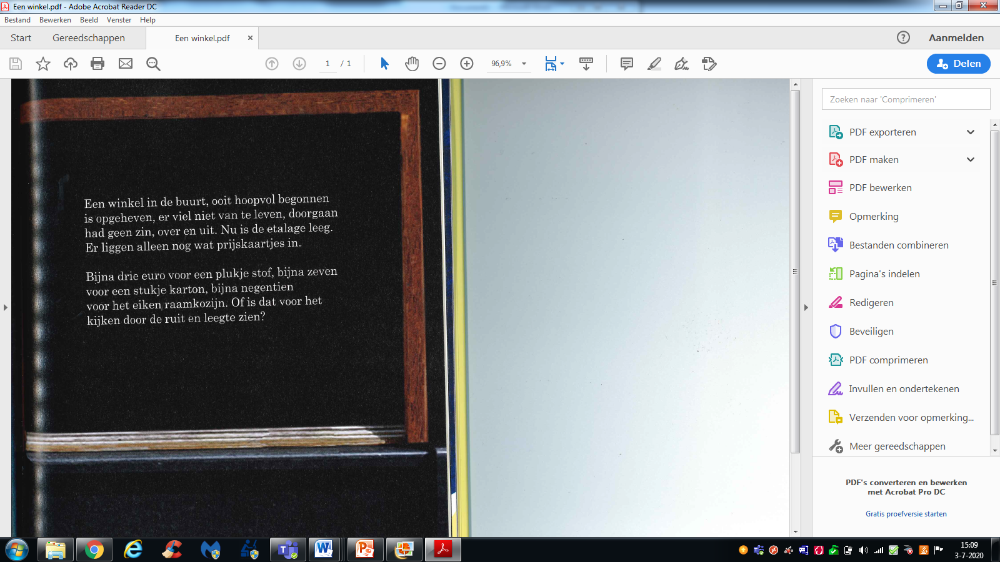 Een winkel.pdf - Adobe Acrobat Reader DC
Bestand Bewerken Beeld Venster Help
Start Gereedschappen Een winkel.pdf Aanmelden
1 / 1 96,9% Delen
Een winkel in de buurt, ooit hoopvol begonnen
is opgeheven, er viel niet van te leven, doorgaan
had geen zin, over en uit. Nu is de etalage leeg.
Er liggen alleen nog wat prijskaartjes in.
Bijna drie euro voor een plukje stof, bijna zeven
voor een stukje karton, bijna negentien
voor het eiken raamkozijn. Of is dat voor het
kijken door de ruit en leegte zien?
Zoeken naar 'Comprimeren'
PDF exporteren
PDF maken
PDF bewerken
Opmerking
Bestanden combineren
Pagina's indelen
Redigeren
Beveiligen
PDF comprimeren
Invullen en ondertekenen
Verzenden voor opmerking...
Meer gereedschappen
PDF's converteren en bewerken
met Acrobat Pro DC
Gratis proefversie starten
15:09
3-7-2020